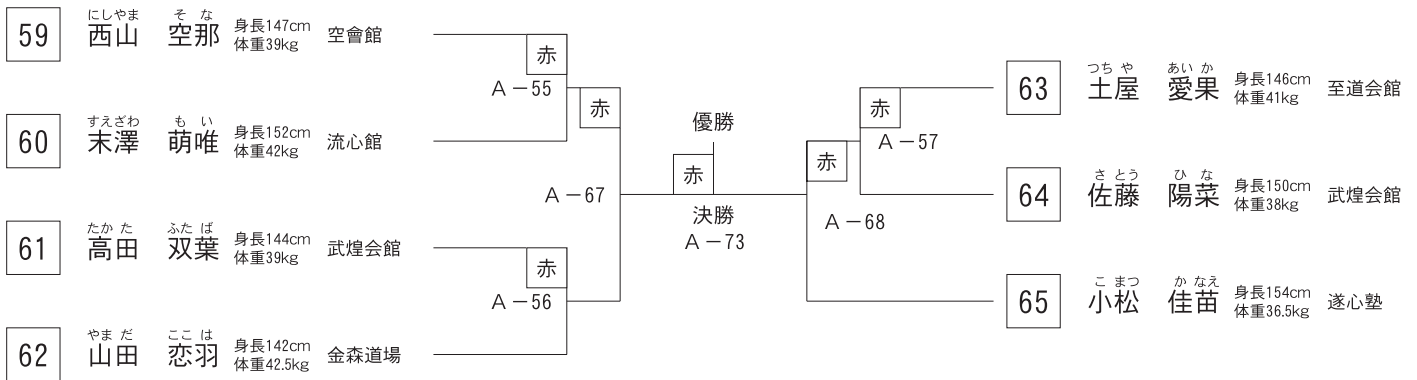 59 西山 空那 にしやま そな 身長147cm 体重39kg 空會館
赤
A－55
60 末澤 萌唯 すえざわ もい 身長152cm 体重42kg 流心館
赤
A－67
61 高田 双葉 たかた ふたば 身長144cm 体重39kg 武煌会館
赤
A－56
62 山田 恋羽 やまだ ここは 身長142cm 体重42.5kg 金森道場
優勝
赤
決勝
A－73
63 土屋 愛果 つちや あいか 身長146cm 体重41kg 至道会館
赤
A－57
64 佐藤 陽菜 さとう ひな 身長150cm 体重38kg 武煌会館
赤
A－68
65 小松 佳苗 こまつ かなえ 身長154cm 体重36.5kg 遂心塾